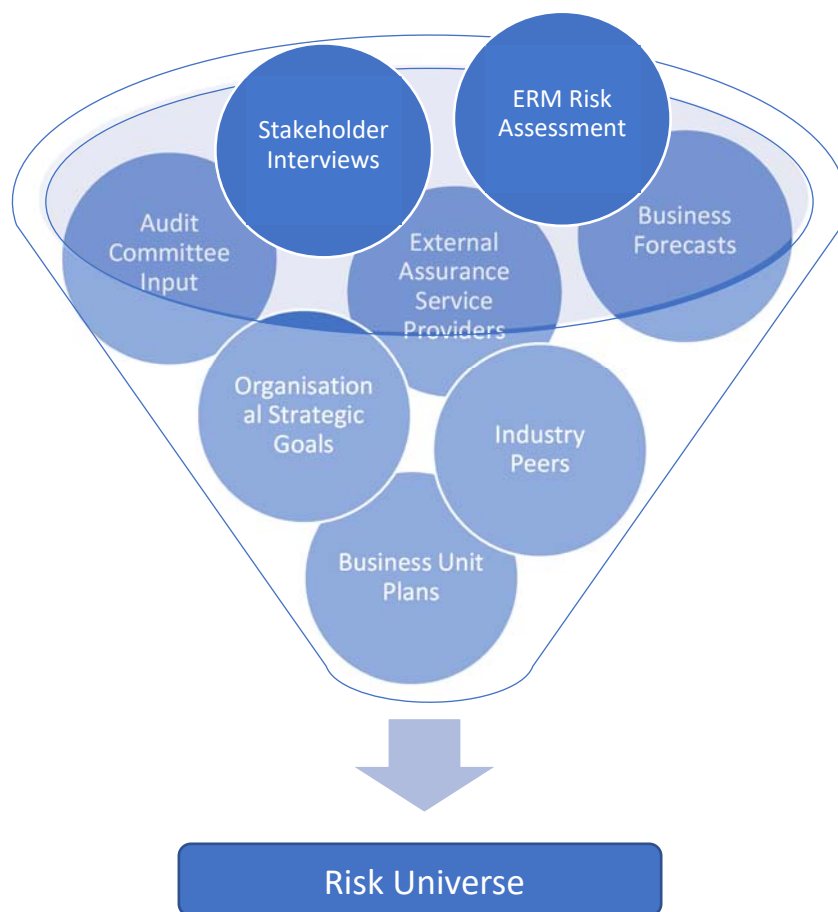 Stakeholder
Interviews
ERM Risk
Assessment
Audit
Committee
Input
External
Assurance
Service
Providers
Business
Forecasts
Organisation
al Strategic
Goals
Industry
Peers
Business Unit
Plans
Risk Universe